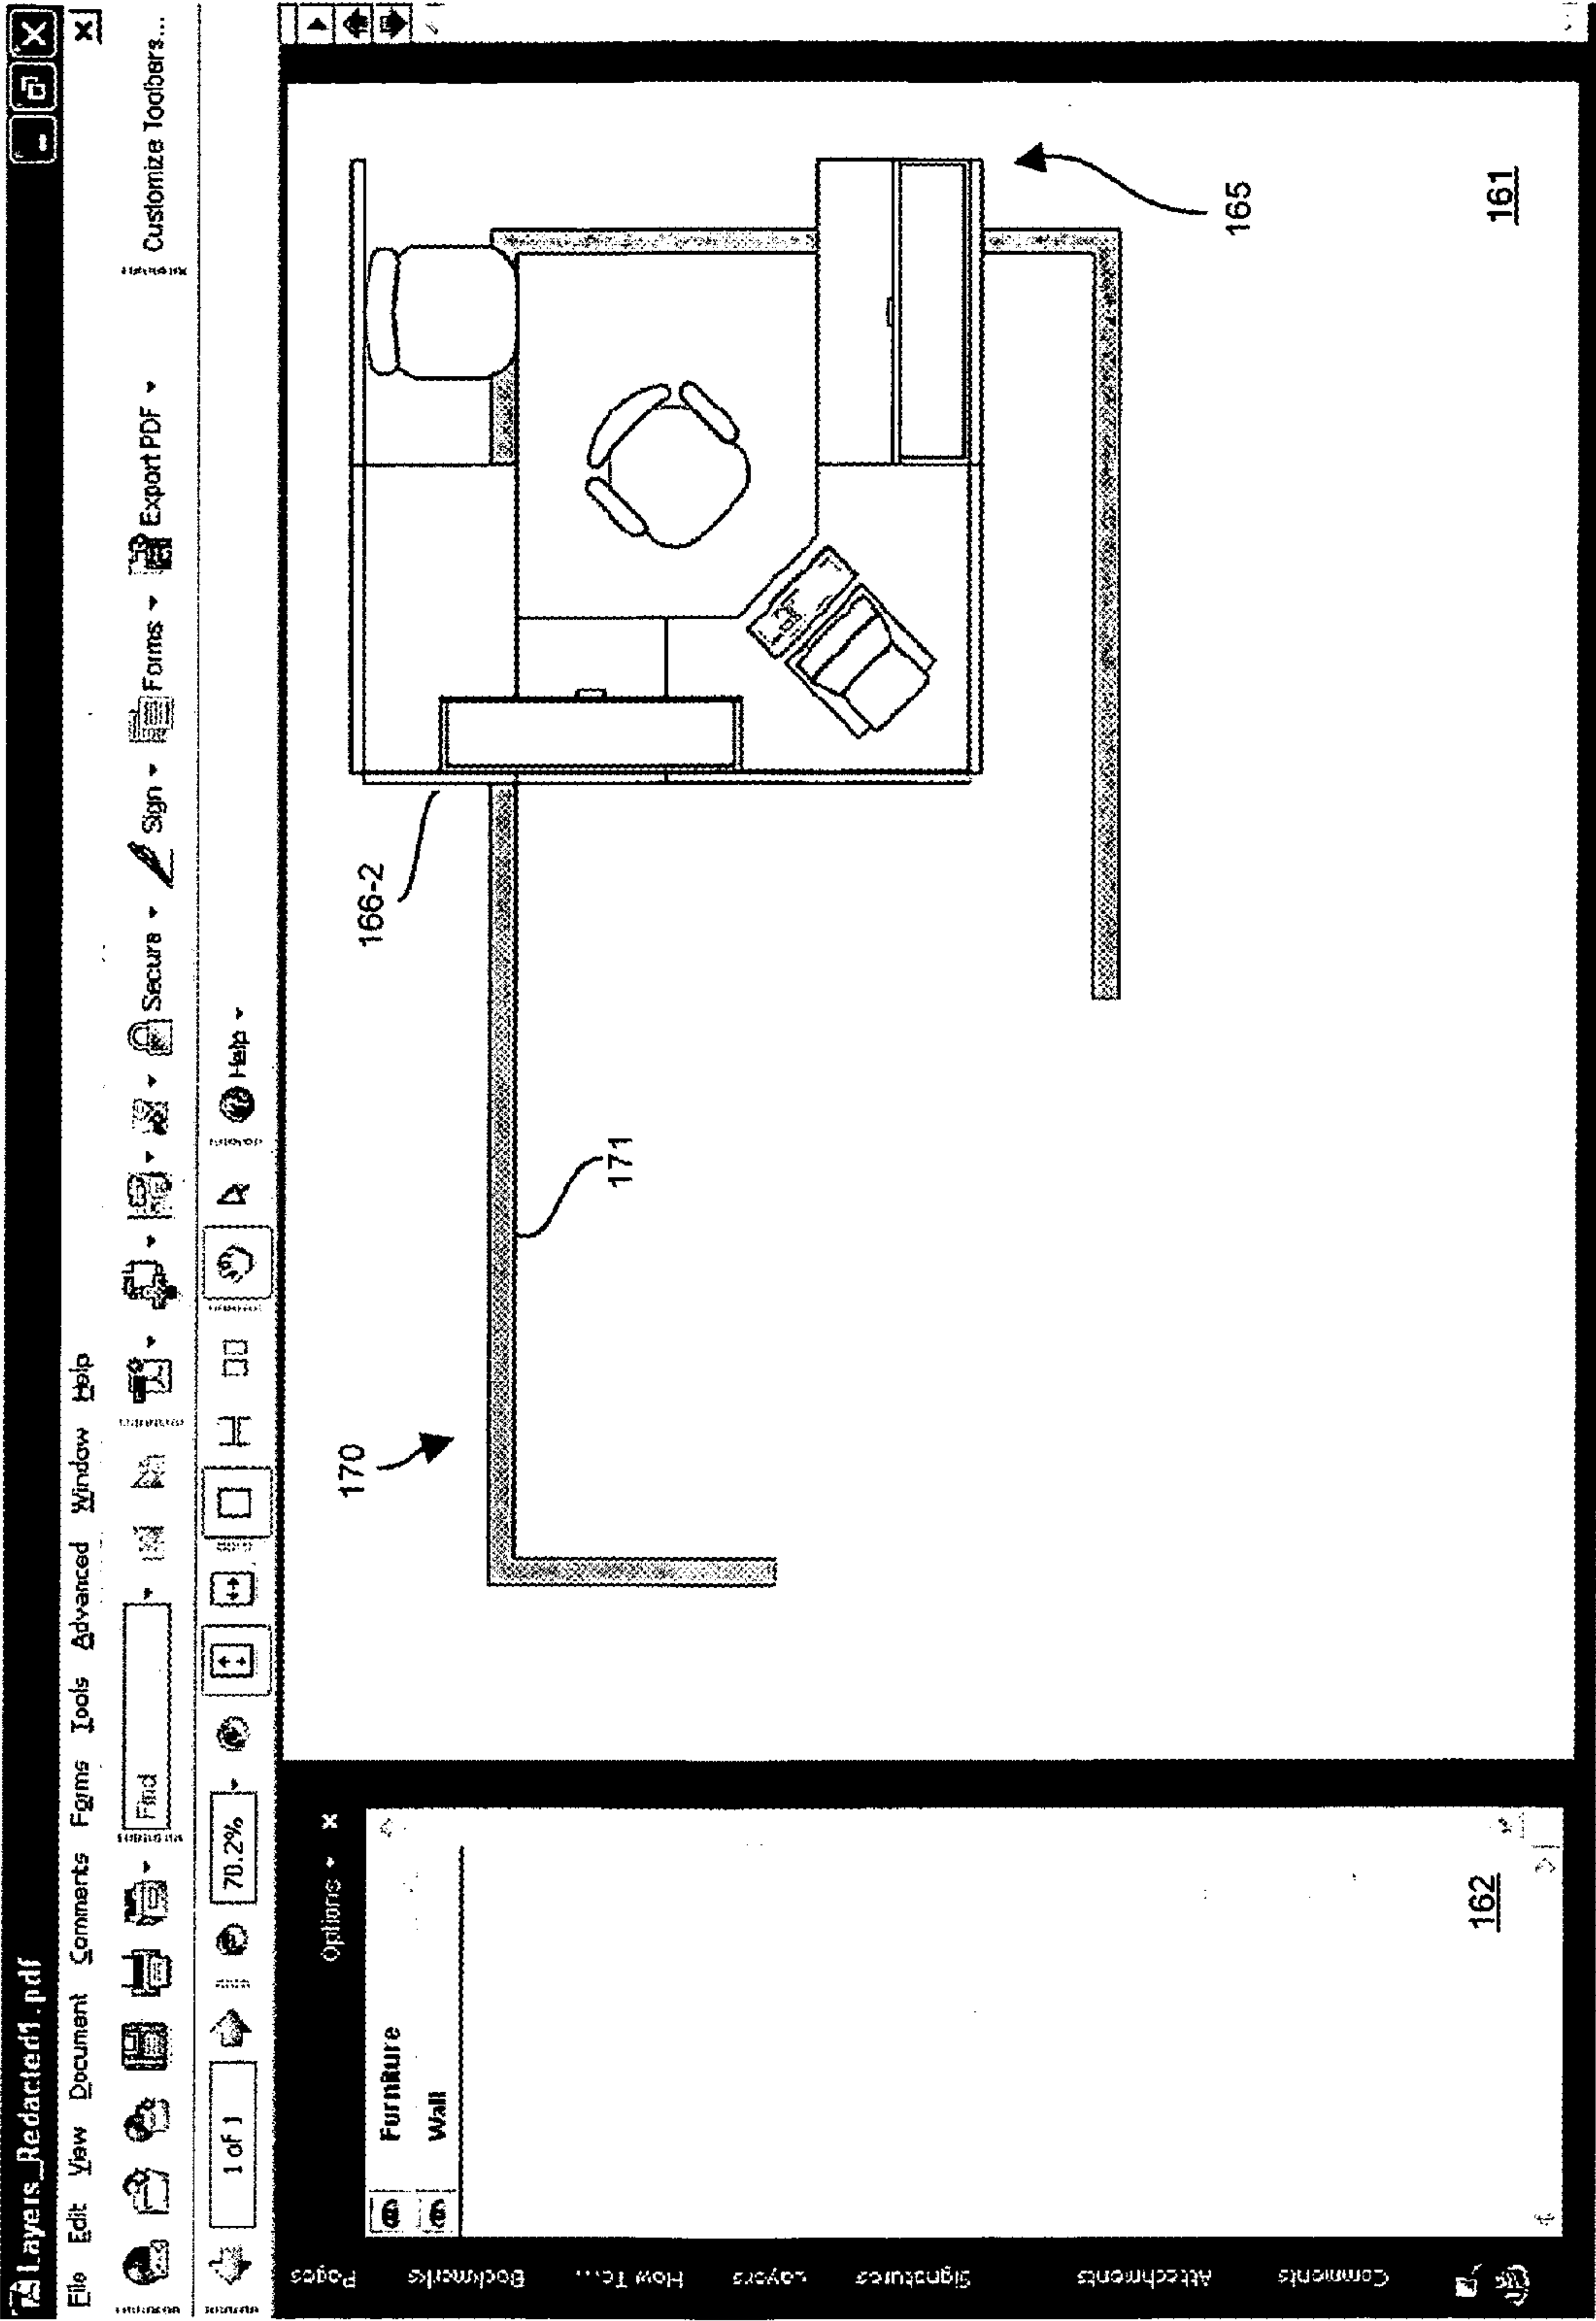 Layers_Redacted1.pdf
File Edit View Document Comments Forms Tools Advanced Window Help
Find
Secure Sign Forms Export PDF Customize Toolbars...
1 of 1 70.2% Help
Options
Furniture
Wall
Pages
Bookmarks
How To...
Layers
Signatures
Attachments
Comments
162
170
171
166-2
165
161